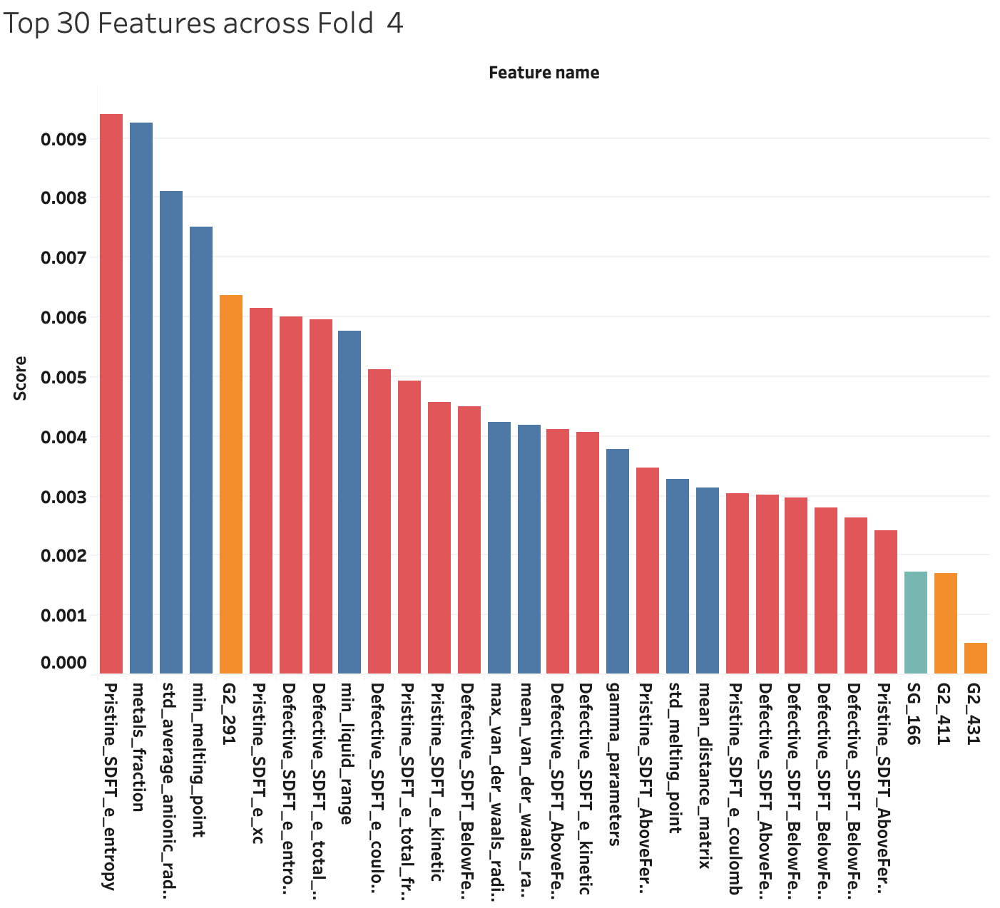 Top 30 Features across Fold 4
Feature name
0.009
0.008
0.007
0.006
0.005
0.004
0.003
0.002
0.001
0.000
Score
Pristine_SDFT_e_entropy
metals_fraction
std_average_anionic_rad..
min_melting_point
G2_291
Pristine_SDFT_e_xc
Defective_SDFT_e_entro..
Defective_SDFT_e_total_..
min_liquid_range
Defective_SDFT_e_coulo..
Pristine_SDFT_e_total_fr..
Pristine_SDFT_e_kinetic
Defective_SDFT_BelowFe..
max_van_der_waals_radi..
mean_van_der_waals_ra..
Defective_SDFT_AboveFe..
Defective_SDFT_e_kinetic
gamma_parameters
Pristine_SDFT_AboveFer..
std_melting_point
mean_distance_matrix
Pristine_SDFT_e_coulomb
Defective_SDFT_AboveFe..
Defective_SDFT_BelowFe..
Defective_SDFT_BelowFe..
Defective_SDFT_BelowFe..
Pristine_SDFT_AboveFer..
SG_166
G2_411
G2_431